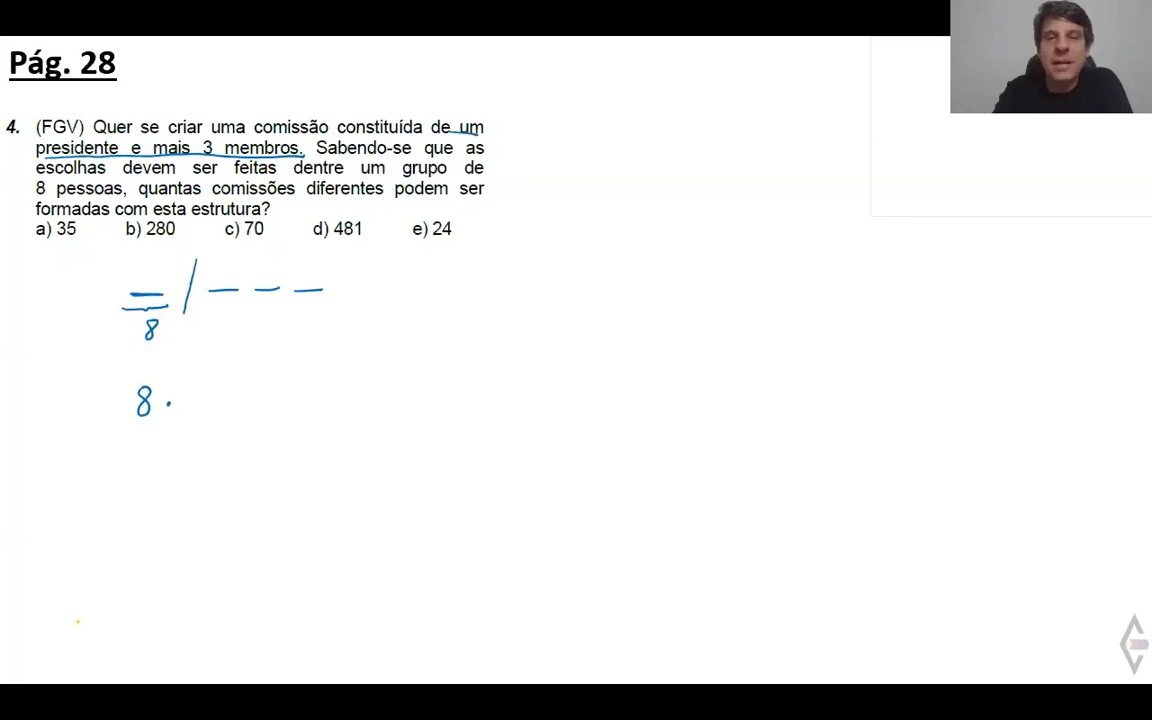 Pág. 28
4. (FGV) Quer se criar uma comissão constituída de um
presidente e mais 3 membros. Sabendo-se que as
escolhas devem ser feitas dentre um grupo de
8 pessoas, quantas comissões diferentes podem ser
formadas com esta estrutura?
a) 35 b) 280 c) 70 d) 481 e) 24
8
8 .